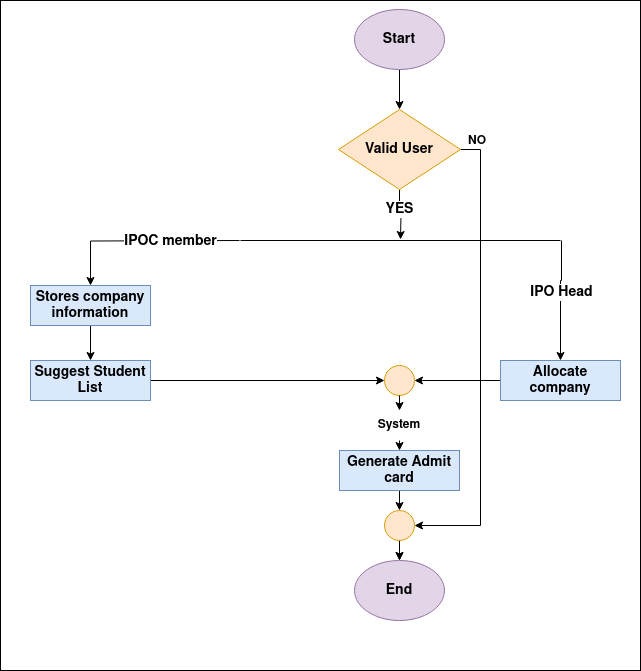 Start
Valid User
NO
YES
IPOC member
Stores company
information
IPO Head
Suggest Student
List
Allocate
company
System
Generate Admit
card
End